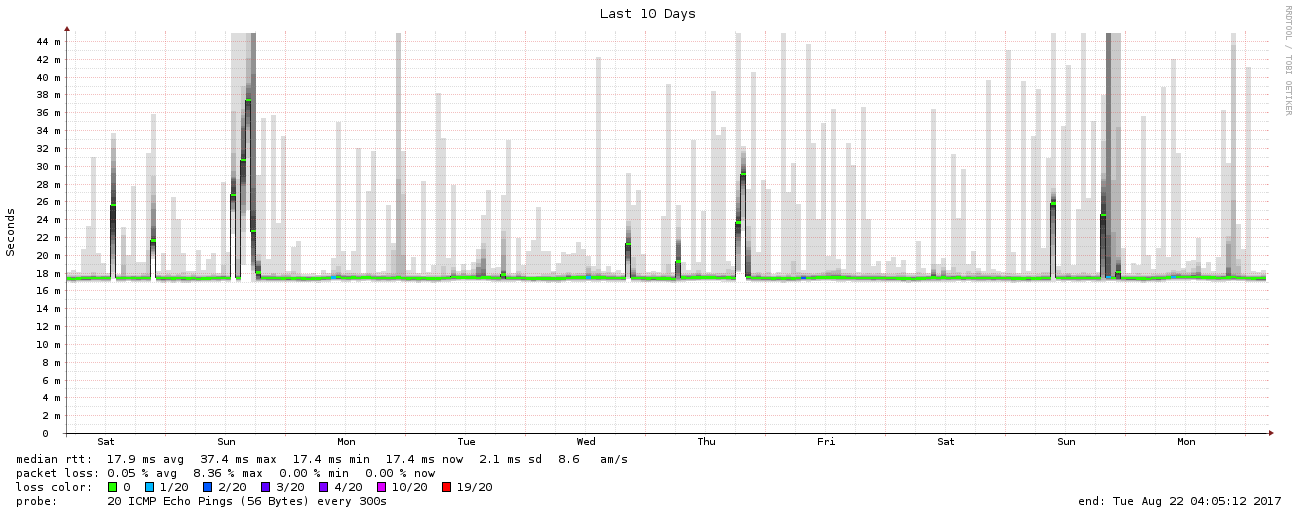 Last 10 Days
RRDTOOL / TOBI OETIKER
Seconds
44 m
42 m
40 m
38 m
36 m
34 m
32 m
30 m
28 m
26 m
24 m
22 m
20 m
18 m
16 m
14 m
12 m
10 m
8 m
6 m
4 m
2 m
0
Sat Sun Mon Tue Wed Thu Fri Sat Sun Mon
median rtt: 17.9 ms avg 37.4 ms max 17.4 ms min 17.4 ms now 2.1 ms sd 8.6 am/s
packet loss: 0.05 % avg 8.36 % max 0.00 % min 0.00 % now
loss color: 0 1/20 2/20 3/20 4/20 10/20 19/20
probe: 20 ICMP Echo Pings (56 Bytes) every 300s end: Tue Aug 22 04:05:12 2017